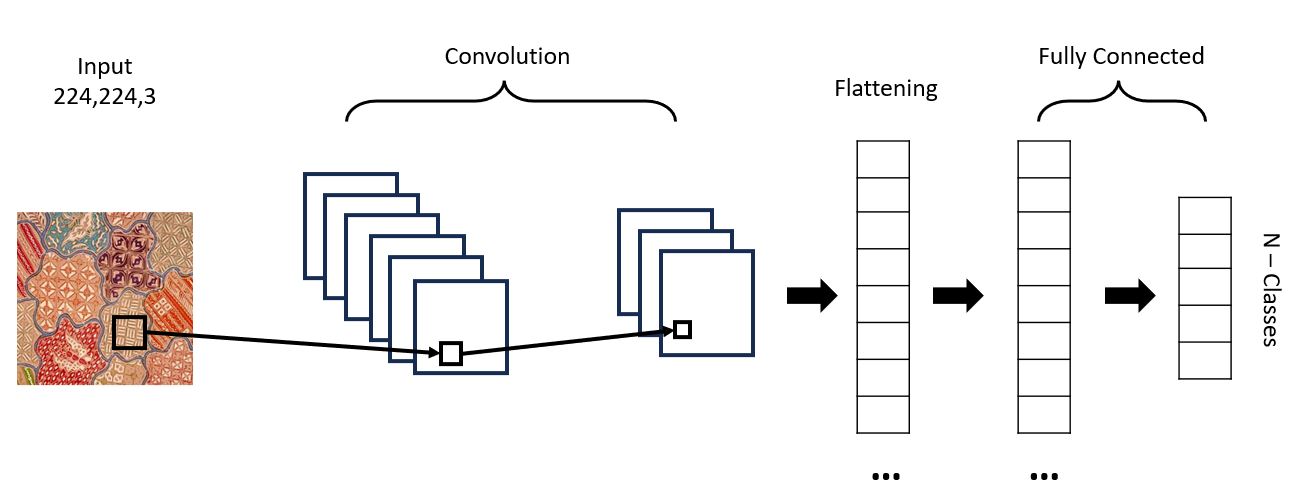 Input
224,224,3
Convolution
Flattening
Fully Connected
N – Classes
...
...